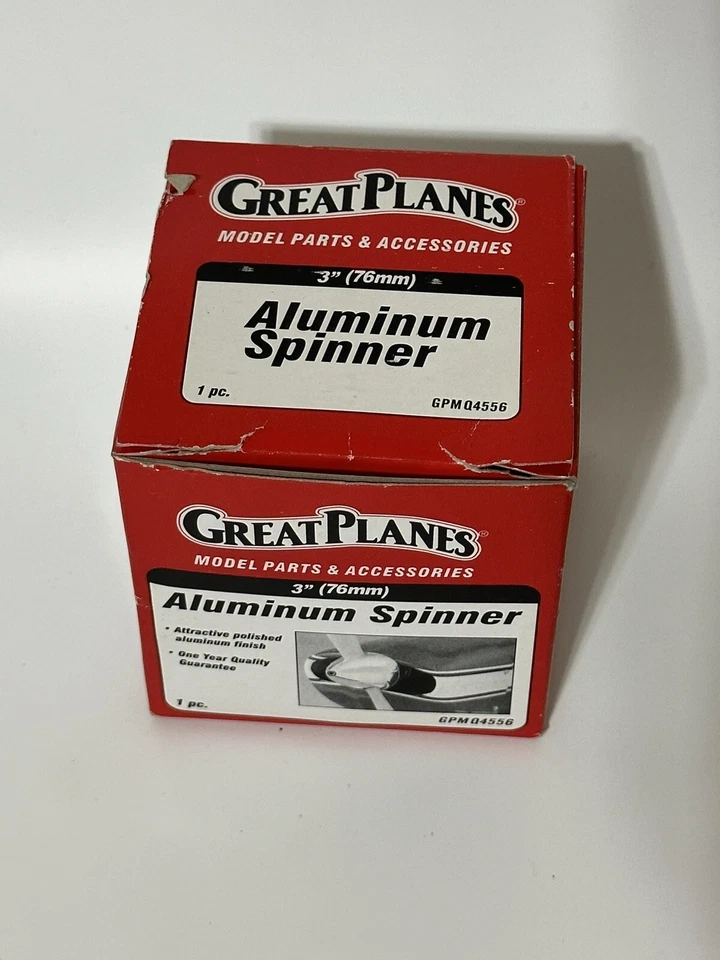 GREATPLANES®
MODEL PARTS & ACCESSORIES
3" (76mm)
Aluminum
Spinner
1 pc.
GPMQ4556
GREATPLANES®
MODEL PARTS & ACCESSORIES
3" (76mm)
Aluminum Spinner
• Attractive polished
aluminum finish
• One Year Quality
Guarantee
1 pc.
GPMQ4556